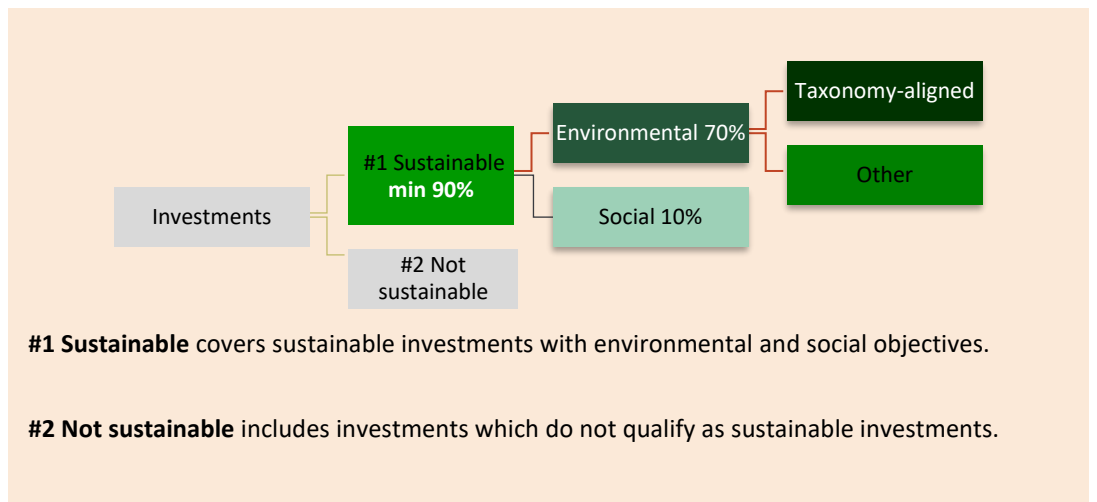 Investments
#1 Sustainable
min 90%
#2 Not
sustainable
Environmental 70%
Social 10%
Taxonomy-aligned
Other
#1 Sustainable covers sustainable investments with environmental and social objectives.
#2 Not sustainable includes investments which do not qualify as sustainable investments.